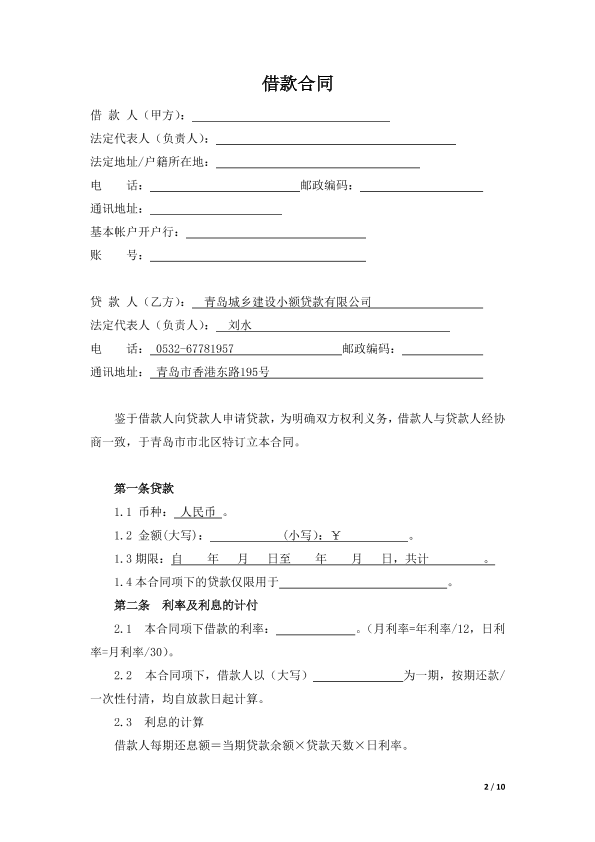 借款合同
借 款 人（甲方）：
法定代表人（负责人）：
法定地址/户籍所在地：
电    话：                    邮政编码：
通讯地址：
基本帐户开户行：
账    号：
贷 款 人（乙方）：  青岛城乡建设小额贷款有限公司
法定代表人（负责人）：  刘水
电    话： 0532-67781957                    邮政编码：
通讯地址： 青岛市香港东路195号
鉴于借款人向贷款人申请贷款，为明确双方权利义务，借款人与贷款人经协
商一致，于青岛市市北区特订立本合同。
第一条贷款
1.1 币种： 人民币 。
1.2 金额(大写)：            (小写)：￥            。
1.3 期限：自    年   月   日至    年    月   日，共计         。
1.4 本合同项下的贷款仅限用于                            。
第二条  利率及利息的计付
2.1  本合同项下借款的利率：             。（月利率=年利率/12，日利
率=月利率/30）。
2.2  本合同项下，借款人以（大写）               为一期，按期还款/
一次性付清，均自放款日起计算。
2.3  利息的计算
借款人每期还息额＝当期贷款余额×贷款天数×日利率。
2 / 10